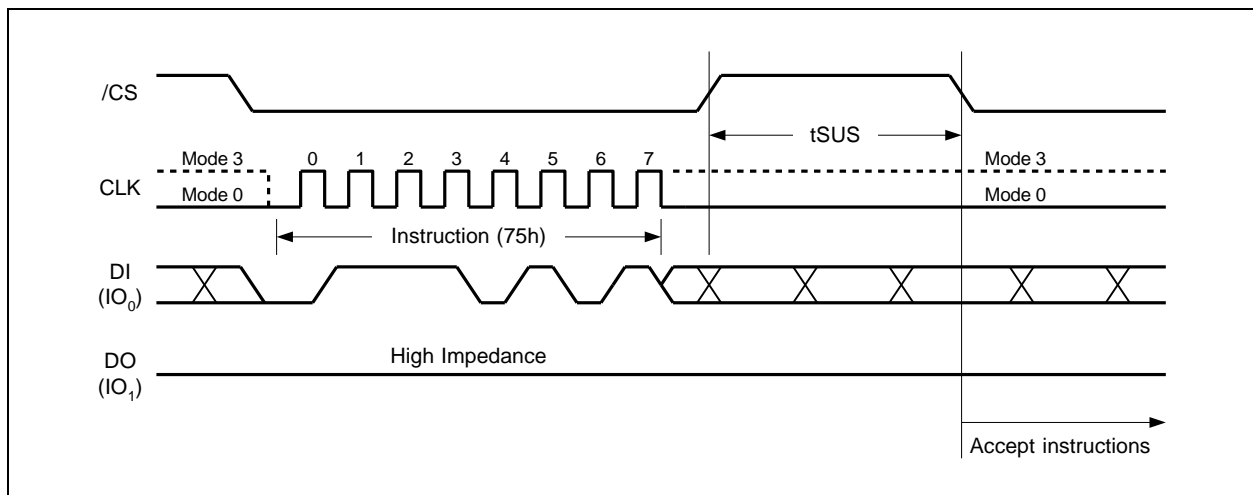 /CS
tSUS
Mode 3 0 1 2 3 4 5 6 7 Mode 3
CLK
Mode 0 Mode 0
Instruction (75h)
DI
(IO0)
High Impedance
DO
(IO1)
Accept instructions